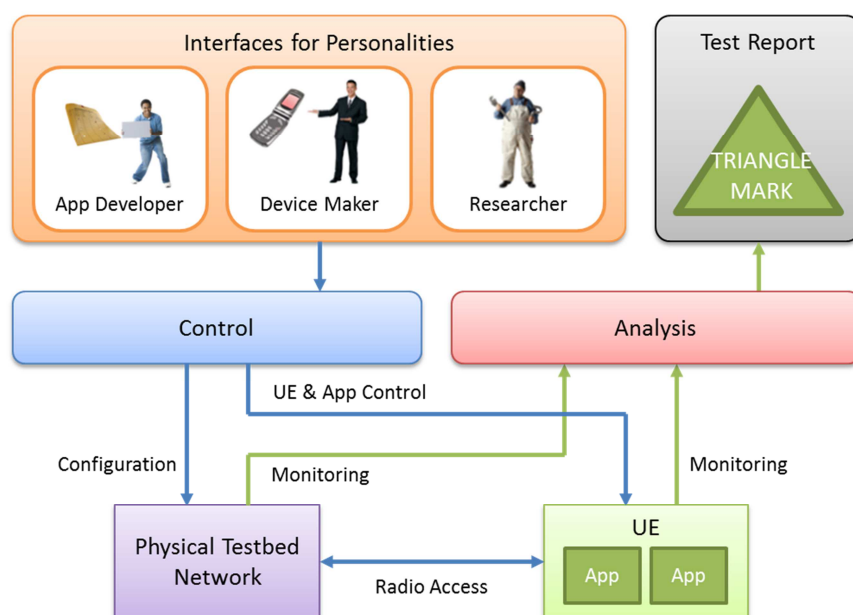 Interfaces for Personalities
App Developer
Device Maker
Researcher
Test Report
TRIANGLE
MARK
Control
Analysis
UE & App Control
Configuration
Monitoring
Monitoring
Physical Testbed
Network
Radio Access
UE
App
App